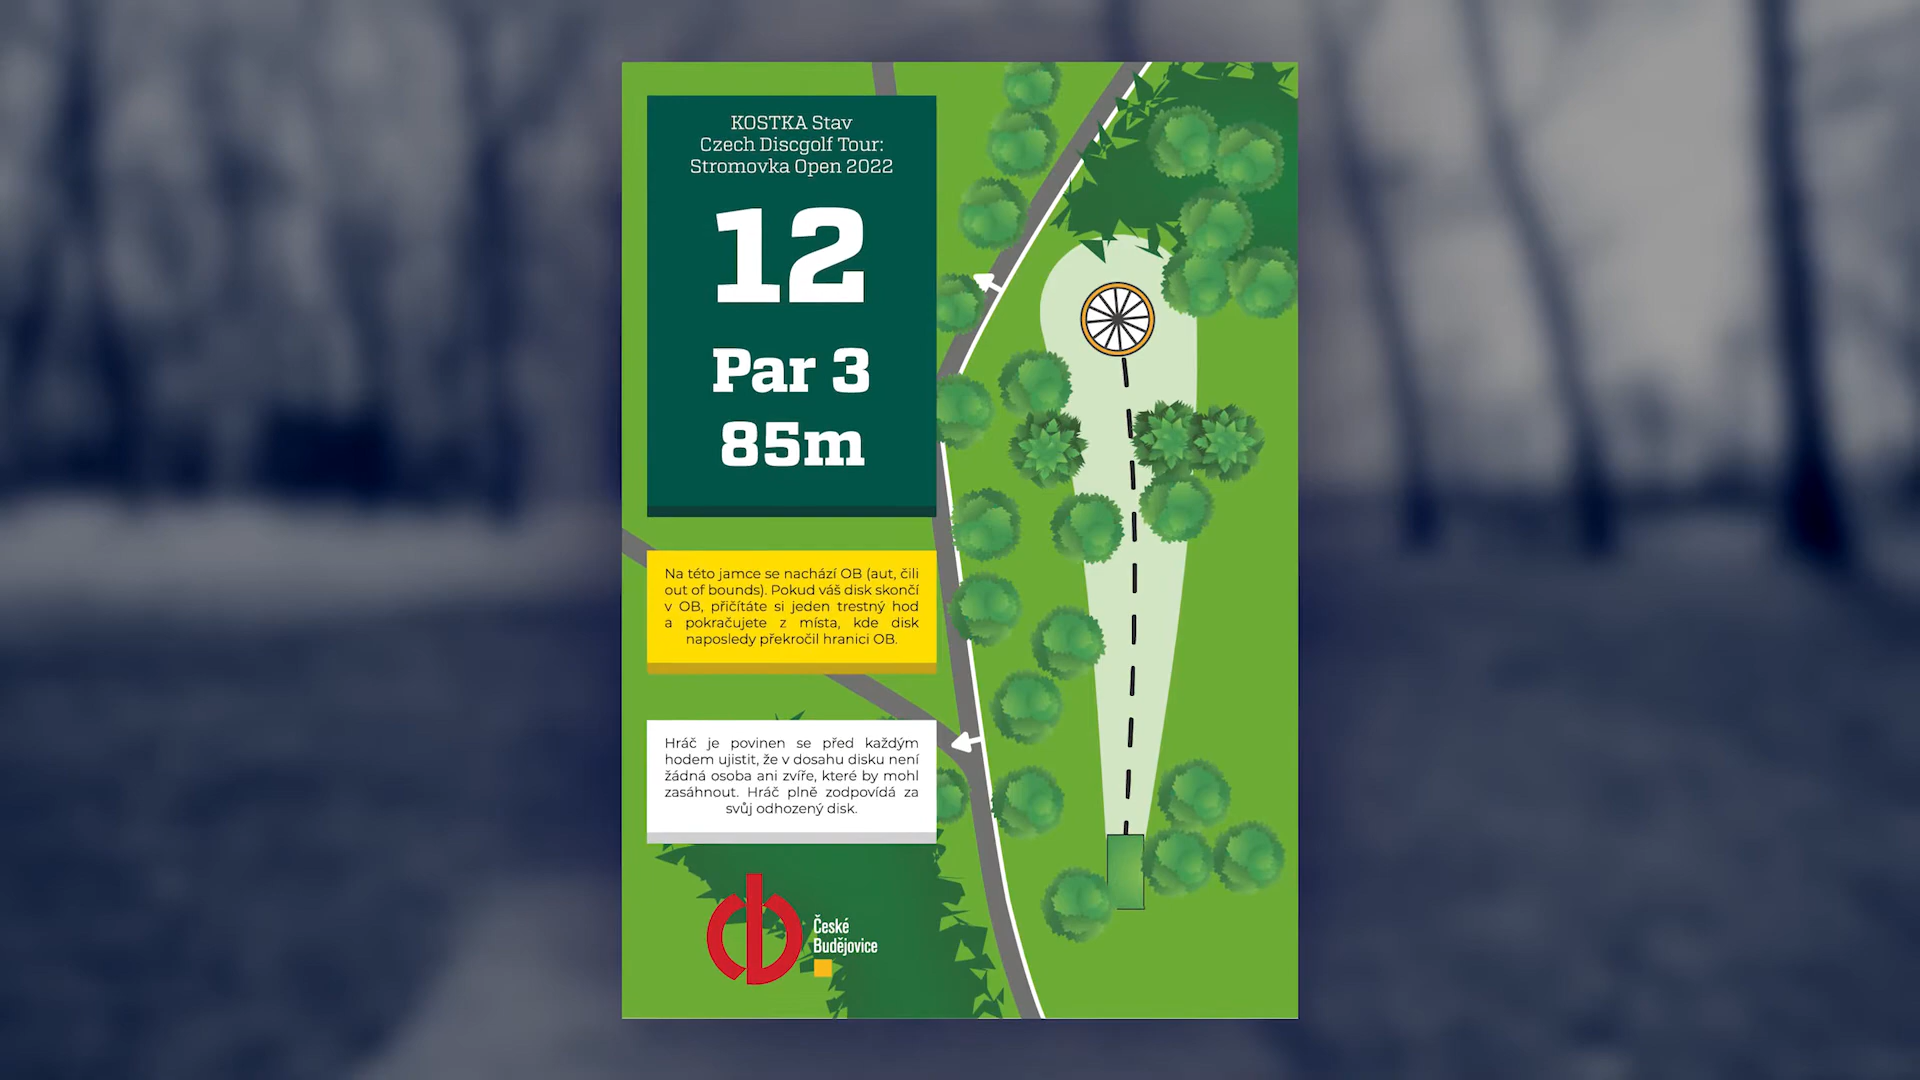 KOSTKA Stav
Czech Discgolf Tour:
Stromovka Open 2022
12
Par 3
85m
Na této jamce se nachází OB (aut, čili
out of bounds). Pokud váš disk skončí
v OB, přičítáte si jeden trestný hod
a pokračujete z místa, kde disk
naposledy překročil hranici OB.
Hráč je povinen se před každým
hodem ujistit, že v dosahu disku není
žádná osoba ani zvíře, které by mohl
zasáhnout. Hráč plně zodpovídá za
svůj odhozený disk.
České
Budějovice